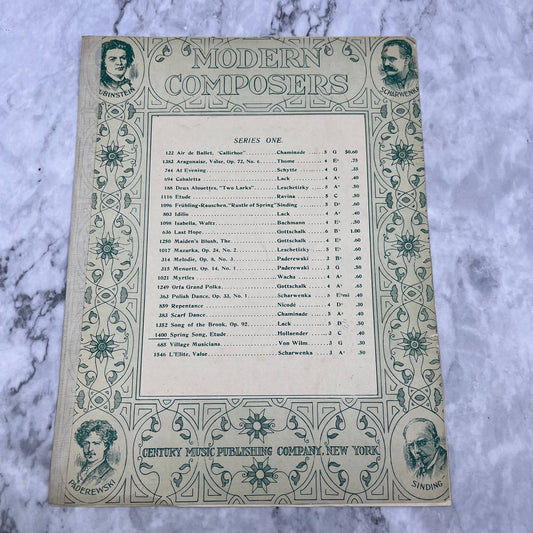 MODERN
COMPOSERS
UBINSTEIN
SCHARWENKA
SERIES ONE.
122 Air de Ballet, "Callirhoe" Chaminade 3 G $0.60
1382 Aragonaise, Valse, Op. 72, No. 6 Thome 4 E♭ .75
744 At Evening Schytte 4 G .35
694 Cabaletta Lack 4 A♭ .40
188 Deux Alouettes, "Two Larks" Leschetizky 5 A♭ .50
1116 Etude Ravina 5 C .50
1096 Frühling-Rauschen, "Rustle of Spring" Sinding 5 D♭ .60
803 Idilio Lack 4 A♭ .40
1098 Isabella, Waltz Bachmann 4 E♭ .50
636 Last Hope Gottschalk 6 B♭ 1.00
1250 Maiden's Blush, The Gottschalk 4 E♭ .60
1017 Mazurka, Op. 24, No. 2 Leschetizky 5 E♭ .60
314 Melodie, Op. 8, No. 3 Paderewski 3 B♭ .40
315 Menuett, Op. 14, No. 1 Paderewski 3 G .50
1021 Myrtles Wachs 4 A♭ .60
1249 Orfa Grand Polka Gottschalk 4 A♭ .65
363 Polish Dance, Op. 33, No. 1 Scharwenka 5 E♭mi .40
859 Repentance Nicodé 4 D♭ .30
383 Scarf Dance Chaminade 3 A♭ .40
1352 Song of the Brook, Op. 92 Lack 5 D .50
1400 Spring Song, Etude Hollaender 3 C .40
685 Village Musicians Von Wilm 3 G .30
1546 L'Elite, Valse Scharwenka 3 A♭ .50
CENTURY MUSIC PUBLISHING COMPANY, NEW YORK
PADEREWSKI
SINDING